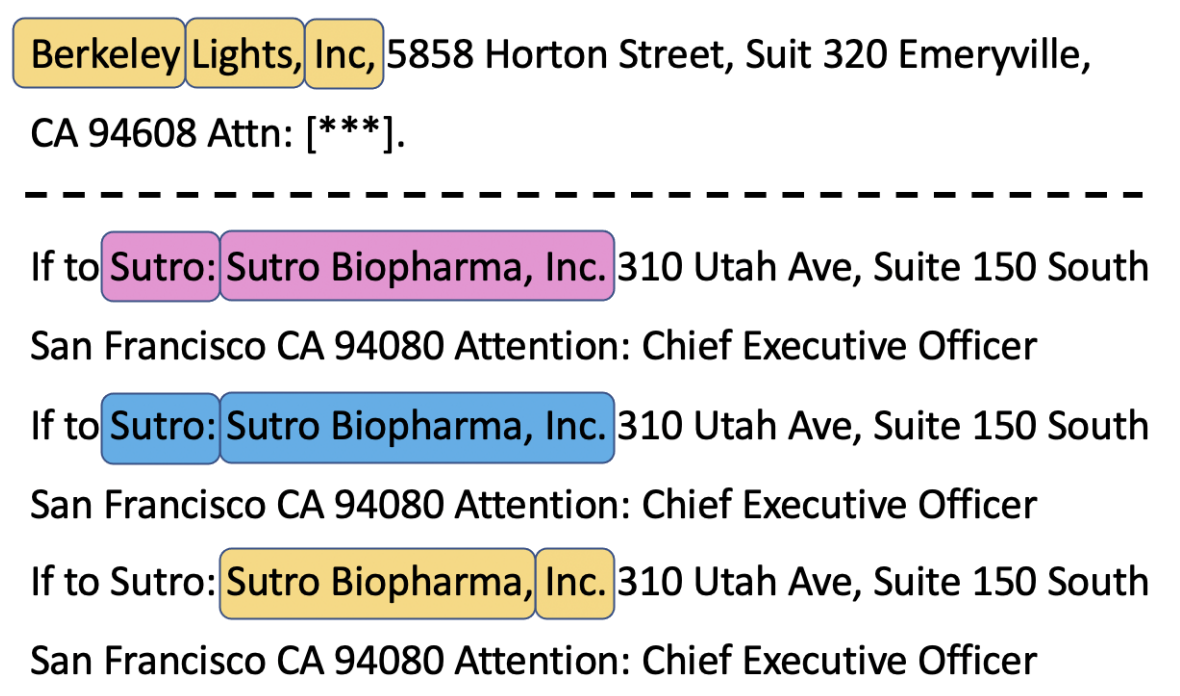 Berkeley Lights, Inc, 5858 Horton Street, Suit 320 Emeryville,
CA 94608 Attn: [***].
If to Sutro: Sutro Biopharma, Inc. 310 Utah Ave, Suite 150 South
San Francisco CA 94080 Attention: Chief Executive Officer
If to Sutro: Sutro Biopharma, Inc. 310 Utah Ave, Suite 150 South
San Francisco CA 94080 Attention: Chief Executive Officer
If to Sutro: Sutro Biopharma, Inc. 310 Utah Ave, Suite 150 South
San Francisco CA 94080 Attention: Chief Executive Officer